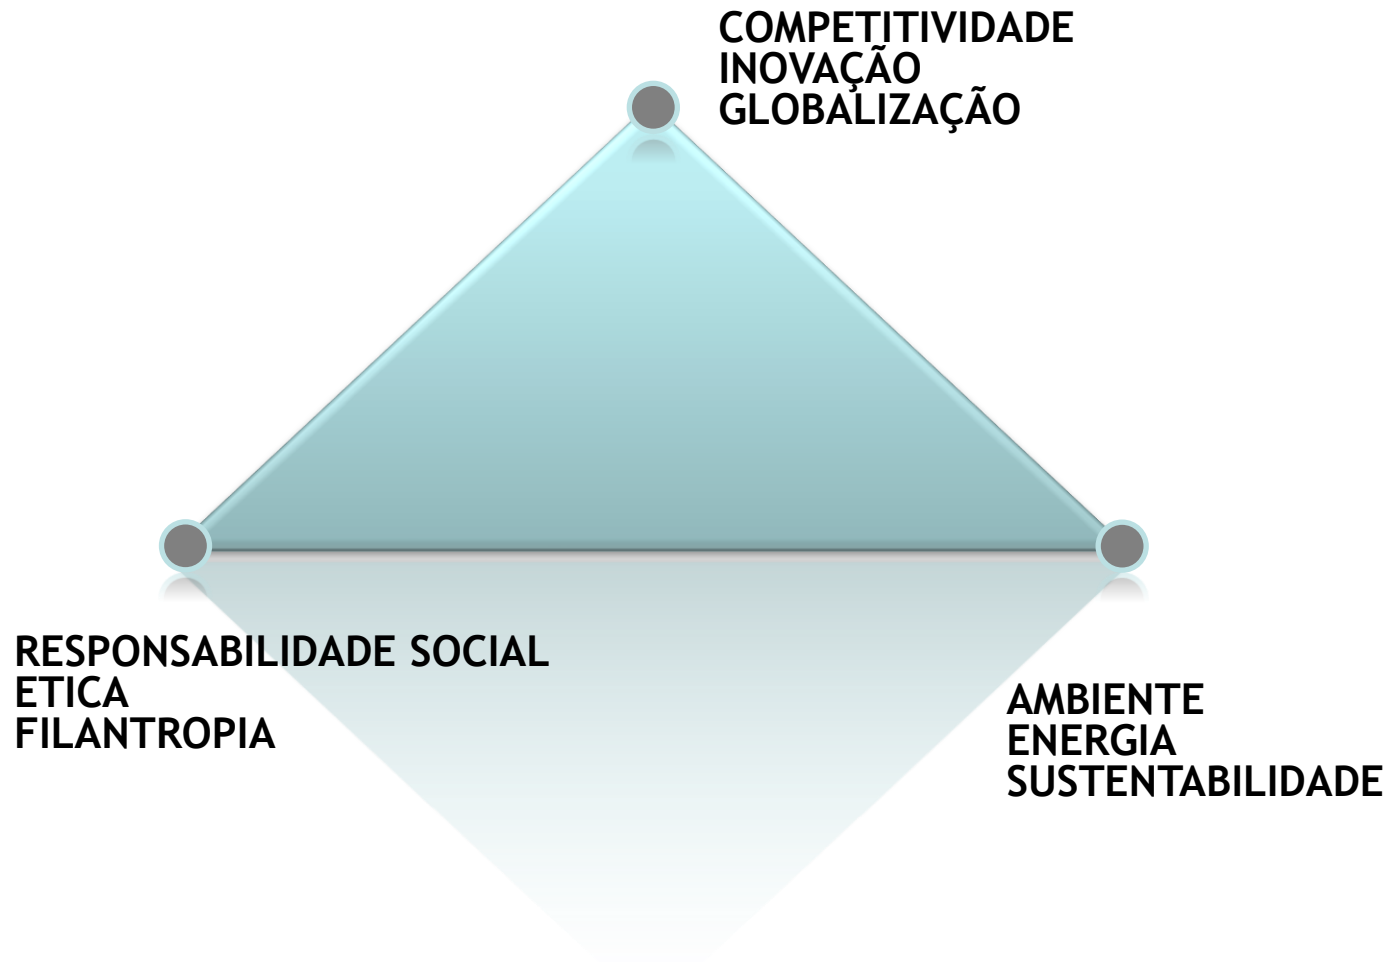 COMPETITIVIDADE
INOVAÇÃO
GLOBALIZAÇÃO
RESPONSABILIDADE SOCIAL
ETICA
FILANTROPIA
AMBIENTE
ENERGIA
SUSTENTABILIDADE